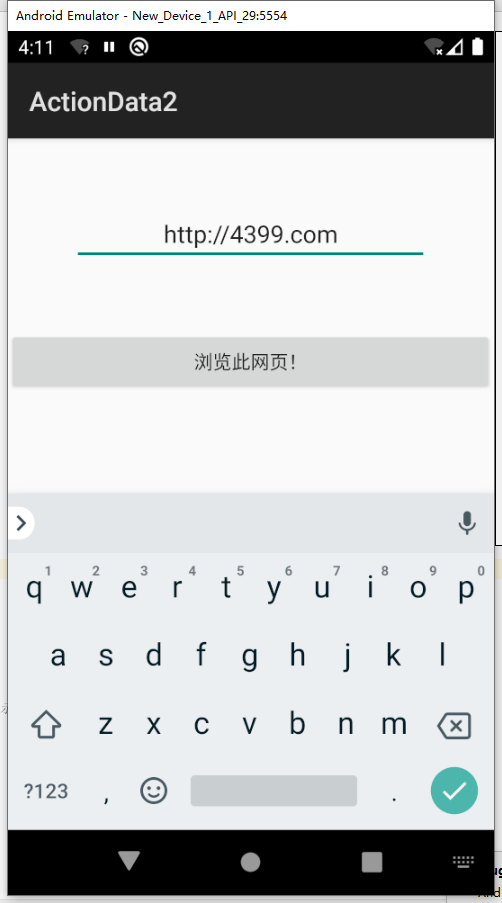 Android Emulator - New_Device_1_API_29:5554
4:11
ActionData2
http://4399.com
浏览此网页！
1 2 3 4 5 6 7 8 9 0
q w e r t y u i o p
a s d f g h j k l
z x c v b n m
?123 , .